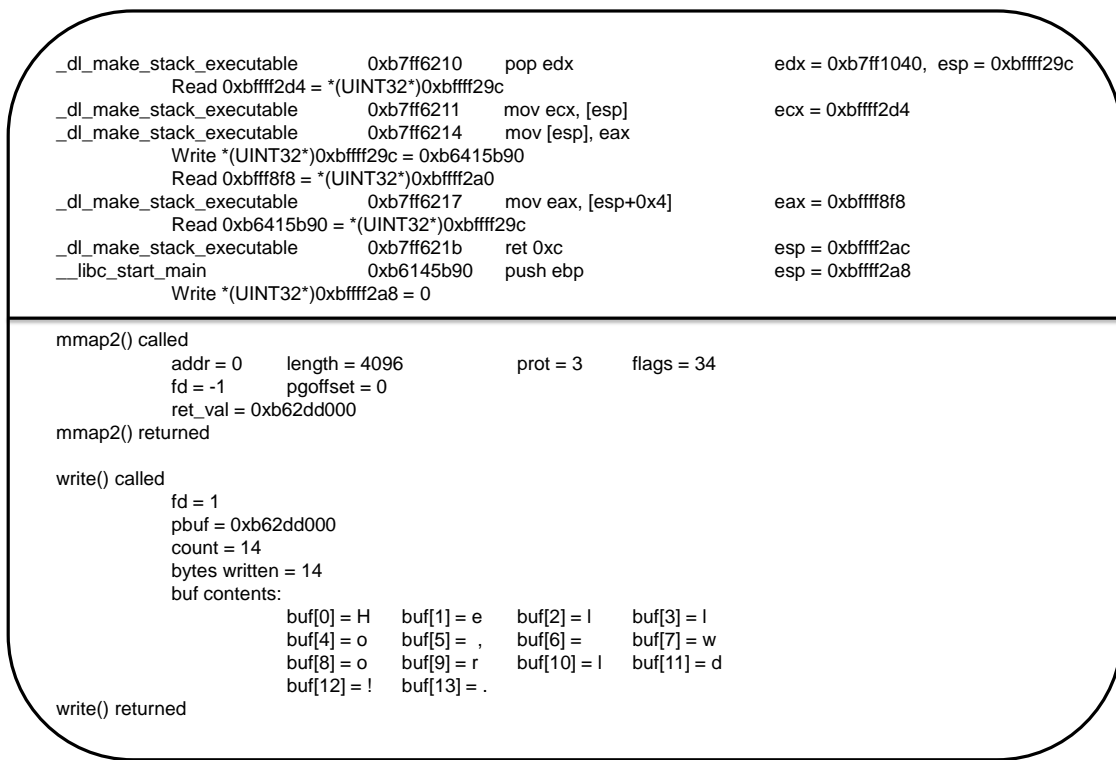 _dl_make_stack_executable 0xb7ff6210 pop edx edx = 0xb7ff1040, esp = 0xbffff29c
Read 0xbffff2d4 = *(UINT32*)0xbffff29c
_dl_make_stack_executable 0xb7ff6211 mov ecx, [esp] ecx = 0xbffff2d4
_dl_make_stack_executable 0xb7ff6214 mov [esp], eax
Write *(UINT32*)0xbffff29c = 0xb6415b90
Read 0xbfff8f8 = *(UINT32*)0xbffff2a0
_dl_make_stack_executable 0xb7ff6217 mov eax, [esp+0x4] eax = 0xbffff8f8
Read 0xb6415b90 = *(UINT32*)0xbffff29c
_dl_make_stack_executable 0xb7ff621b ret 0xc esp = 0xbffff2ac
__libc_start_main 0xb6145b90 push ebp esp = 0xbffff2a8
Write *(UINT32*)0xbffff2a8 = 0
mmap2() called
addr = 0 length = 4096 prot = 3 flags = 34
fd = -1 pgoffset = 0
ret_val = 0xb62dd000
mmap2() returned
write() called
fd = 1
pbuf = 0xb62dd000
count = 14
bytes written = 14
buf contents:
buf[0] = H buf[1] = e buf[2] = l buf[3] = l
buf[4] = o buf[5] = , buf[6] = buf[7] = w
buf[8] = o buf[9] = r buf[10] = l buf[11] = d
buf[12] = ! buf[13] = .
write() returned